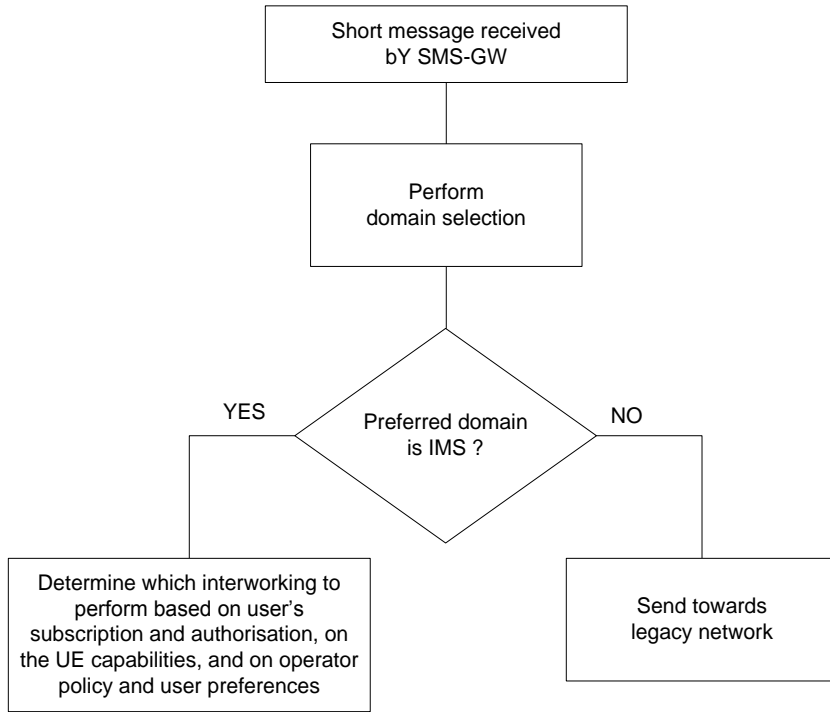 Short message received
bY SMS-GW
Perform
domain selection
YES
Preferred domain
is IMS ?
NO
Determine which interworking to
perform based on user's
subscription and authorisation, on
the UE capabilities, and on operator
policy and user preferences
Send towards
legacy network